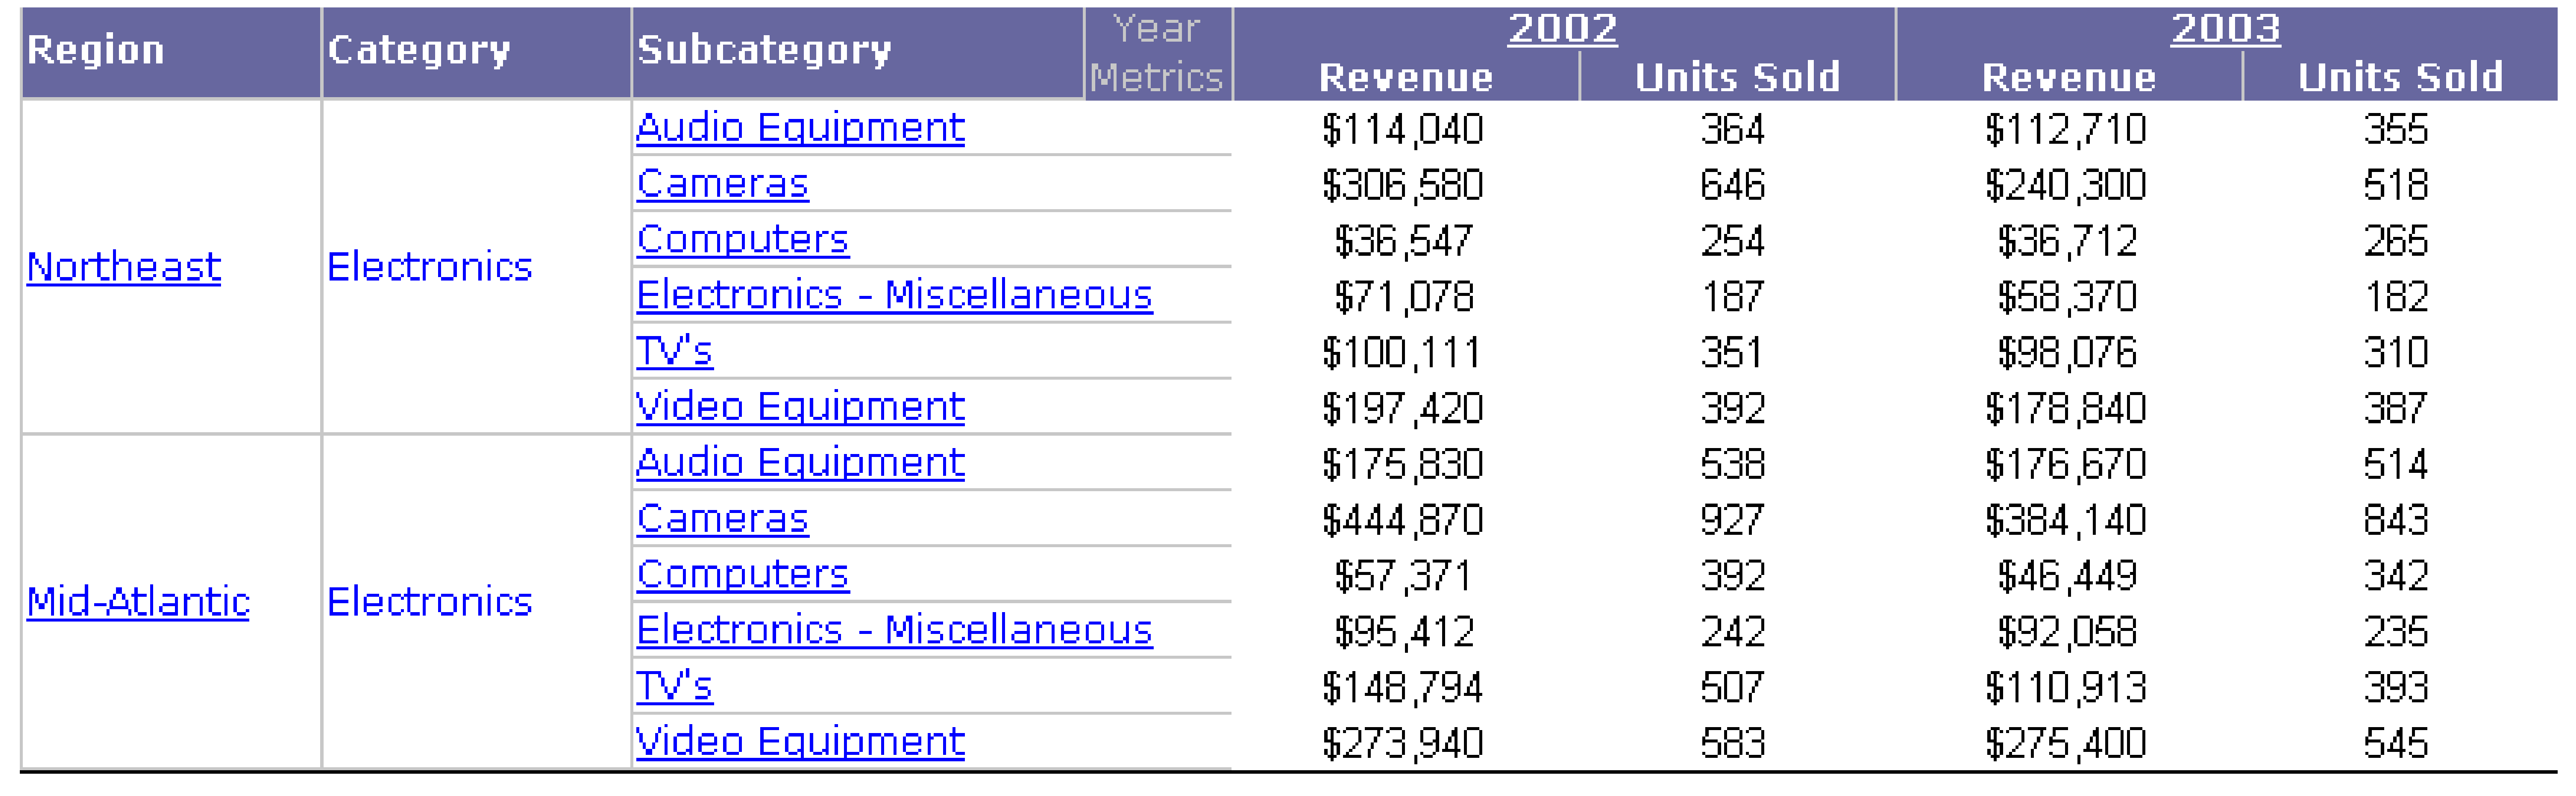 Region Category Subcategory Year 2002 2003
Metrics Revenue Units Sold Revenue Units Sold
Northeast Electronics Audio Equipment $114,040 364 $112,710 355
Cameras $306,580 646 $240,300 518
Computers $36,547 254 $36,712 265
Electronics - Miscellaneous $71,078 187 $58,370 182
TV's $100,111 351 $98,076 310
Video Equipment $197,420 392 $178,840 387
Mid-Atlantic Electronics Audio Equipment $175,830 538 $176,670 514
Cameras $444,870 927 $384,140 843
Computers $57,371 392 $46,449 342
Electronics - Miscellaneous $95,412 242 $92,058 235
TV's $148,794 507 $110,913 393
Video Equipment $273,940 583 $275,400 545